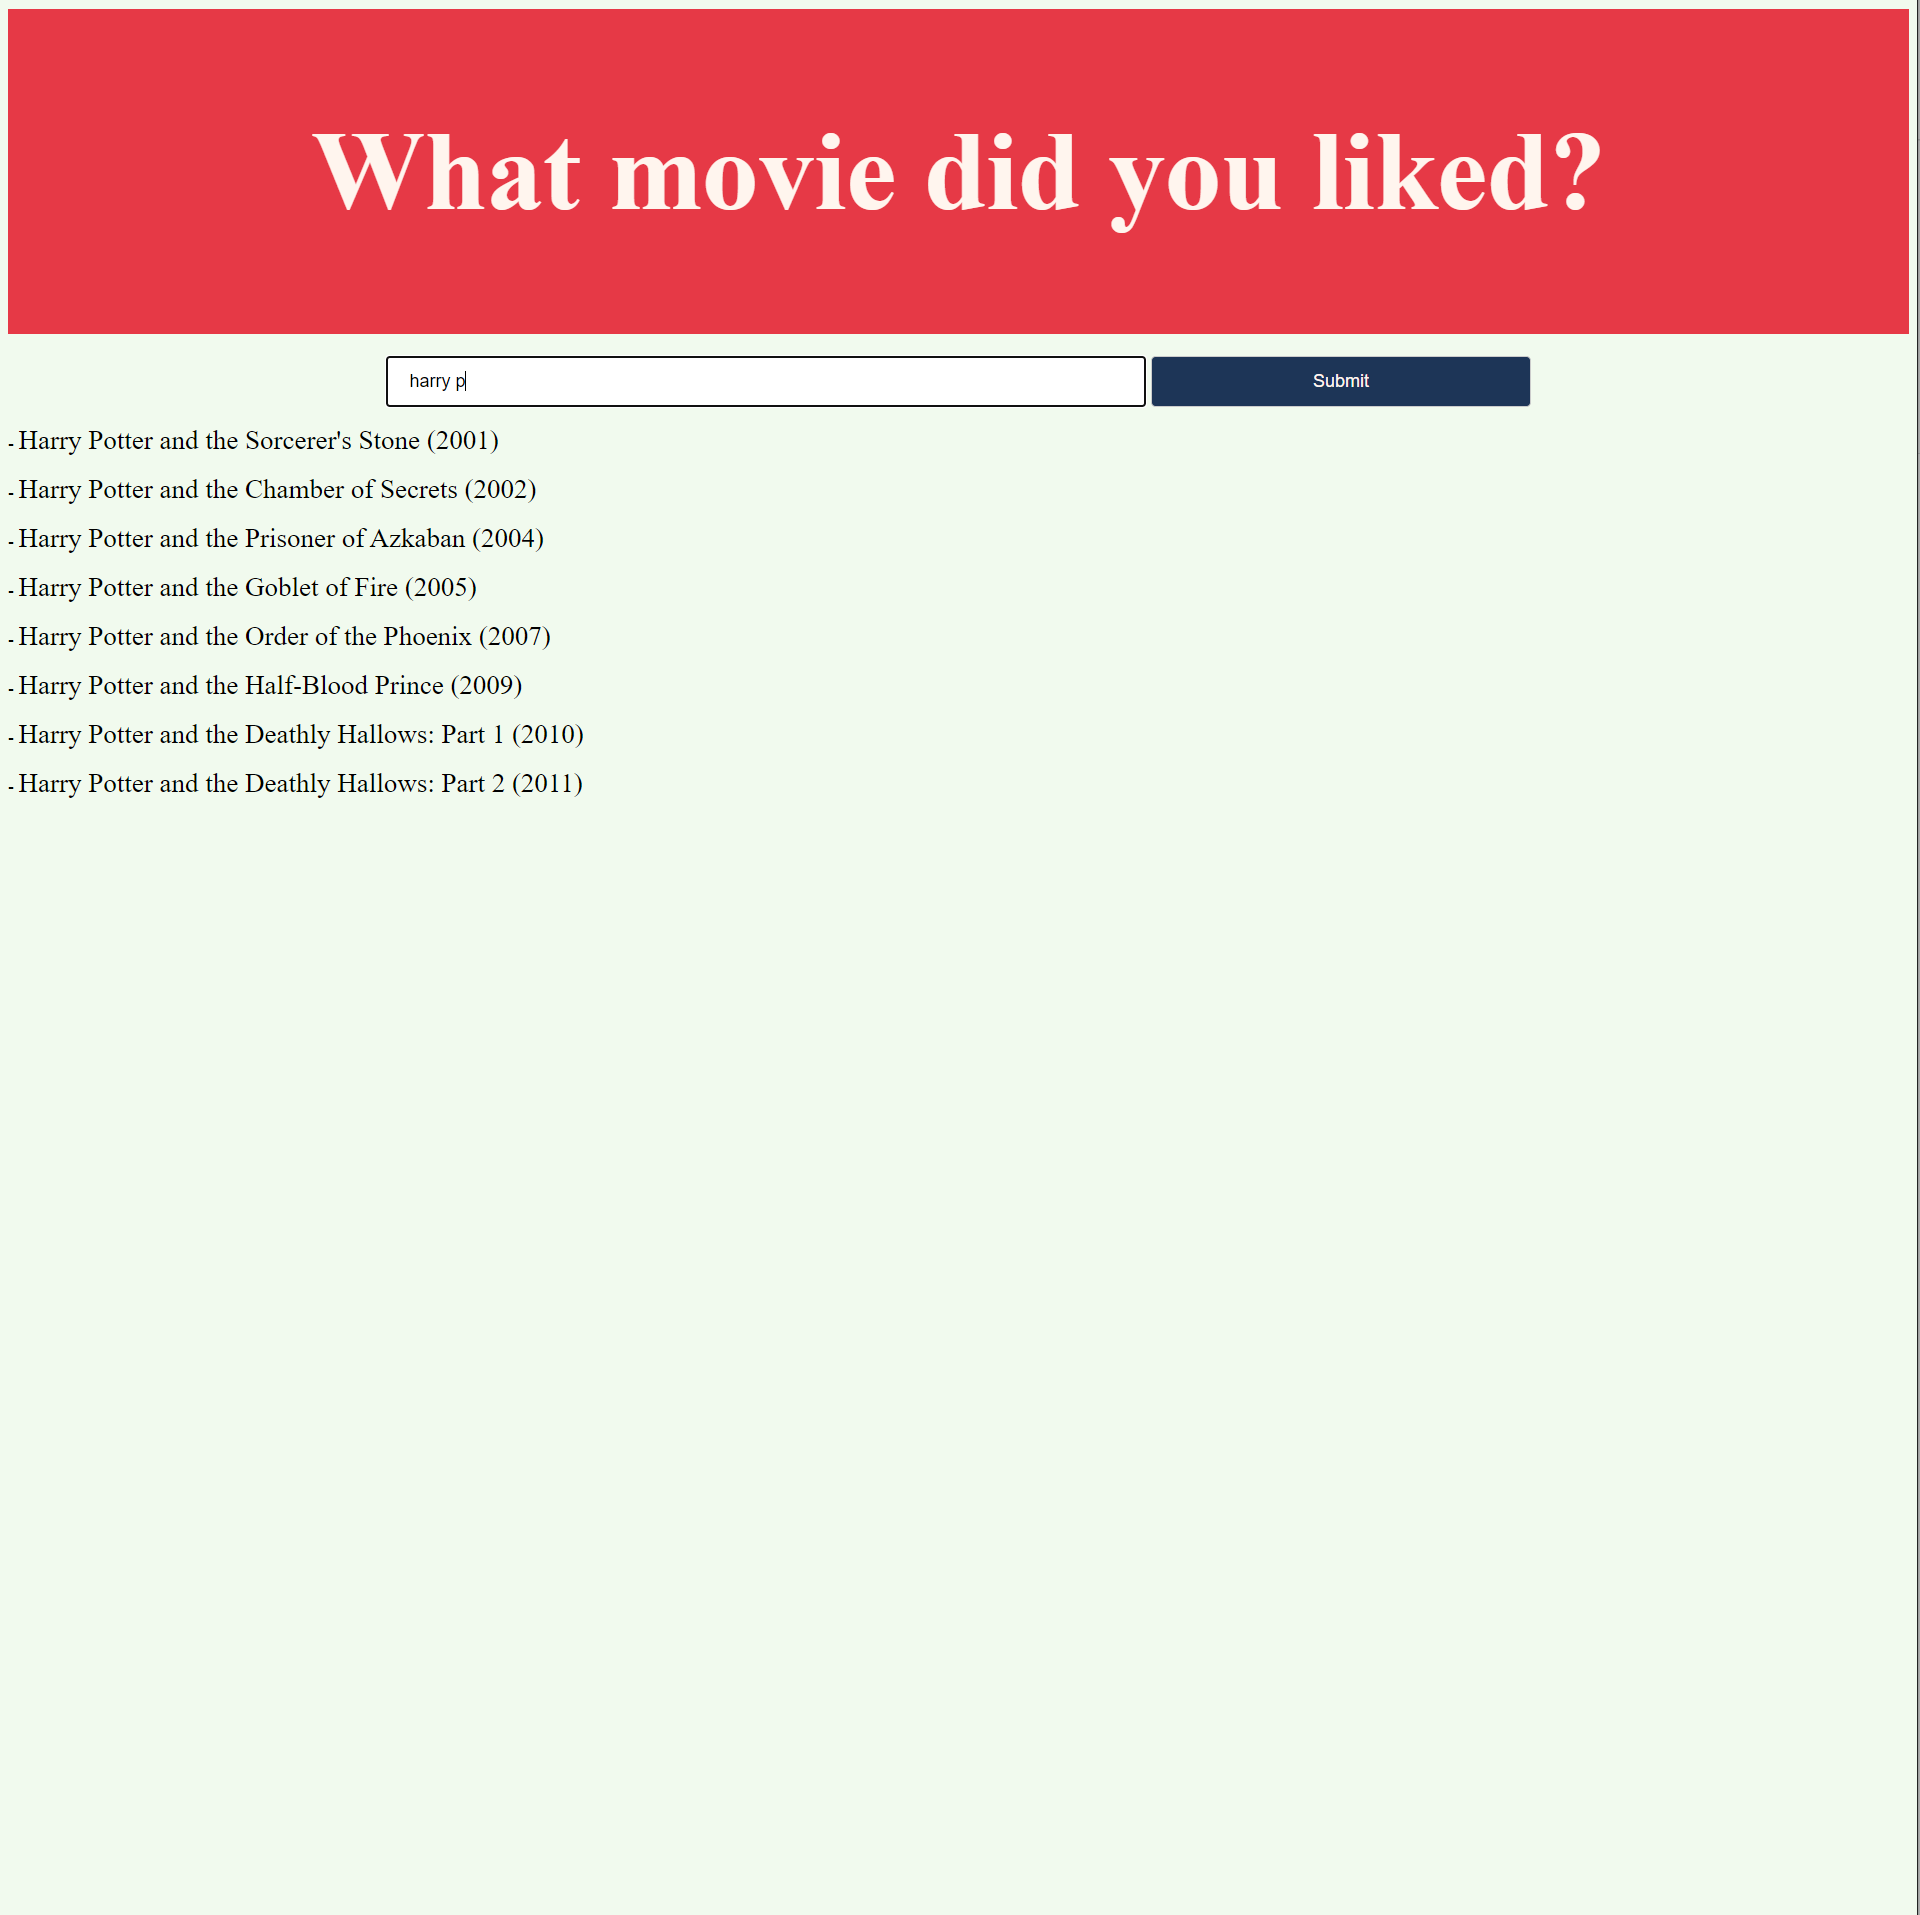 What movie did you liked?
harry p
Submit
- Harry Potter and the Sorcerer's Stone (2001)
- Harry Potter and the Chamber of Secrets (2002)
- Harry Potter and the Prisoner of Azkaban (2004)
- Harry Potter and the Goblet of Fire (2005)
- Harry Potter and the Order of the Phoenix (2007)
- Harry Potter and the Half-Blood Prince (2009)
- Harry Potter and the Deathly Hallows: Part 1 (2010)
- Harry Potter and the Deathly Hallows: Part 2 (2011)